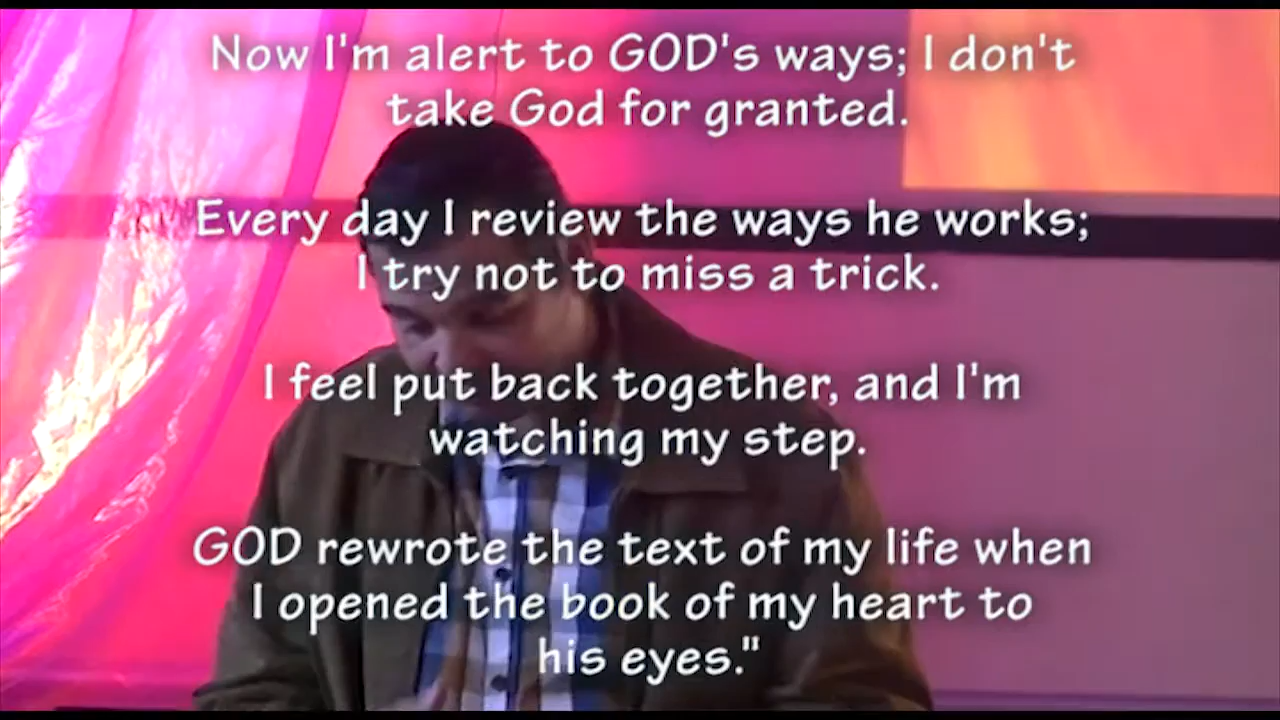 Now I'm alert to GOD's ways; I don't
take God for granted.
Every day I review the ways he works;
I try not to miss a trick.
I feel put back together, and I'm
watching my step.
GOD rewrote the text of my life when
I opened the book of my heart to
his eyes."